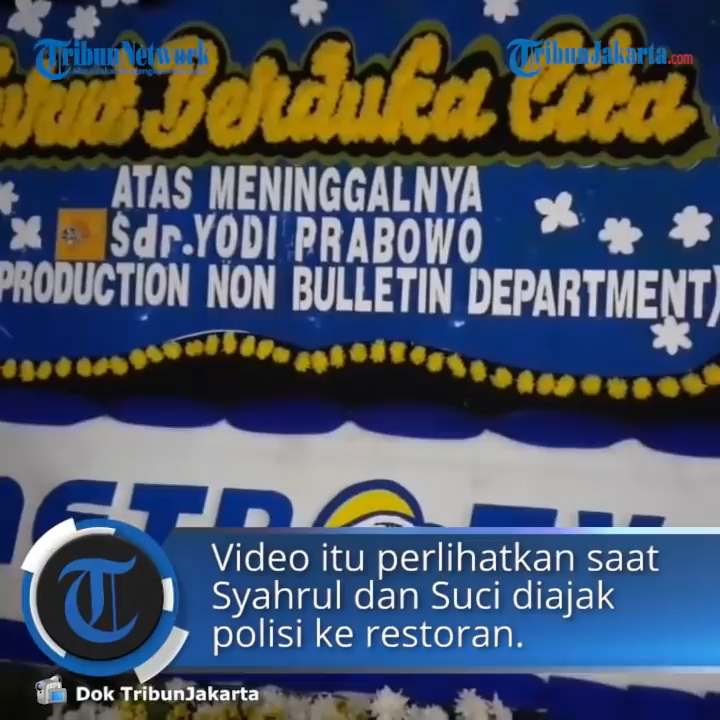 TribunNetwork
TribunJakarta.com
Berduka Cita
ATAS MENINGGALNYA
Sdr.YODI PRABOWO
PRODUCTION NON BULLETIN DEPARTMENT)
Video itu perlihatkan saat
Syahrul dan Suci diajak
polisi ke restoran.
T
Dok TribunJakarta